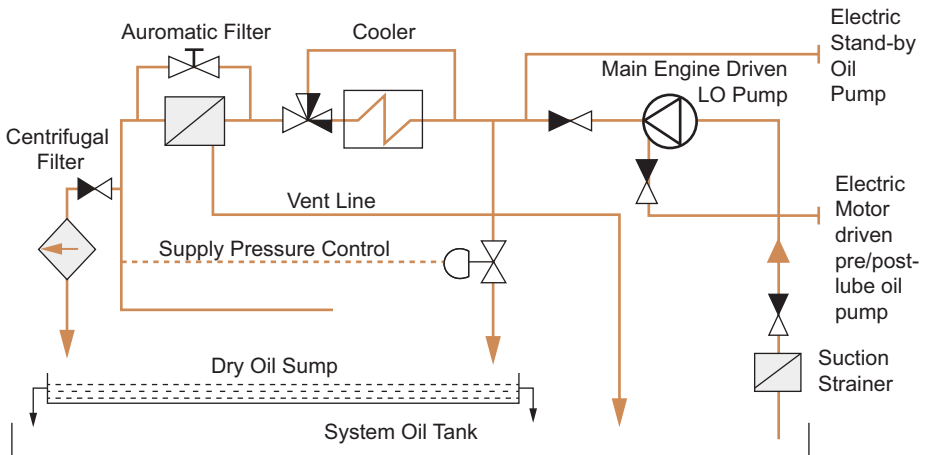 Auromatic Filter
Cooler
Electric
Stand-by
Oil
Pump
Main Engine Driven
LO Pump
Centrifugal
Filter
Vent Line
Electric
Motor
driven
pre/post-
lube oil
pump
Supply Pressure Control
Dry Oil Sump
Suction
Strainer
System Oil Tank